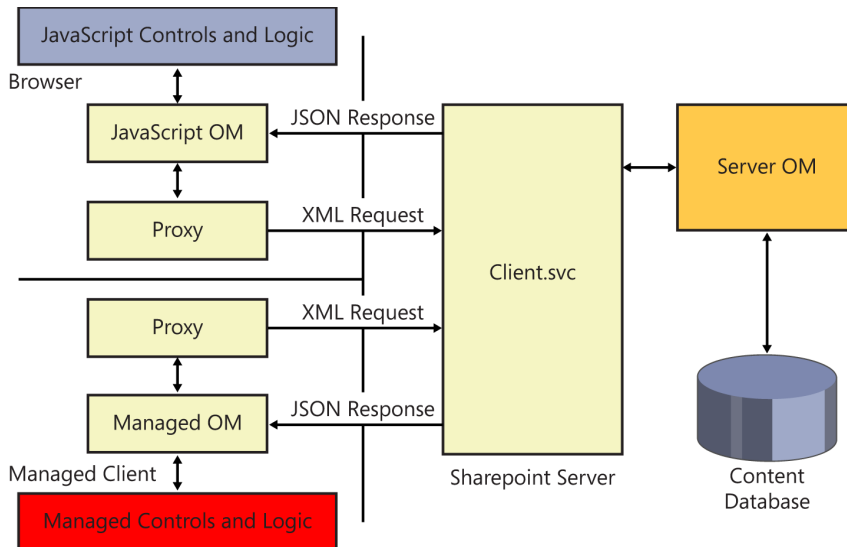 JavaScript Controls and Logic
Browser
JavaScript OM
JSON Response
Proxy
XML Request
Client.svc
Server OM
Proxy
XML Request
Managed OM
JSON Response
Managed Client
Managed Controls and Logic
Sharepoint Server
Content
Database